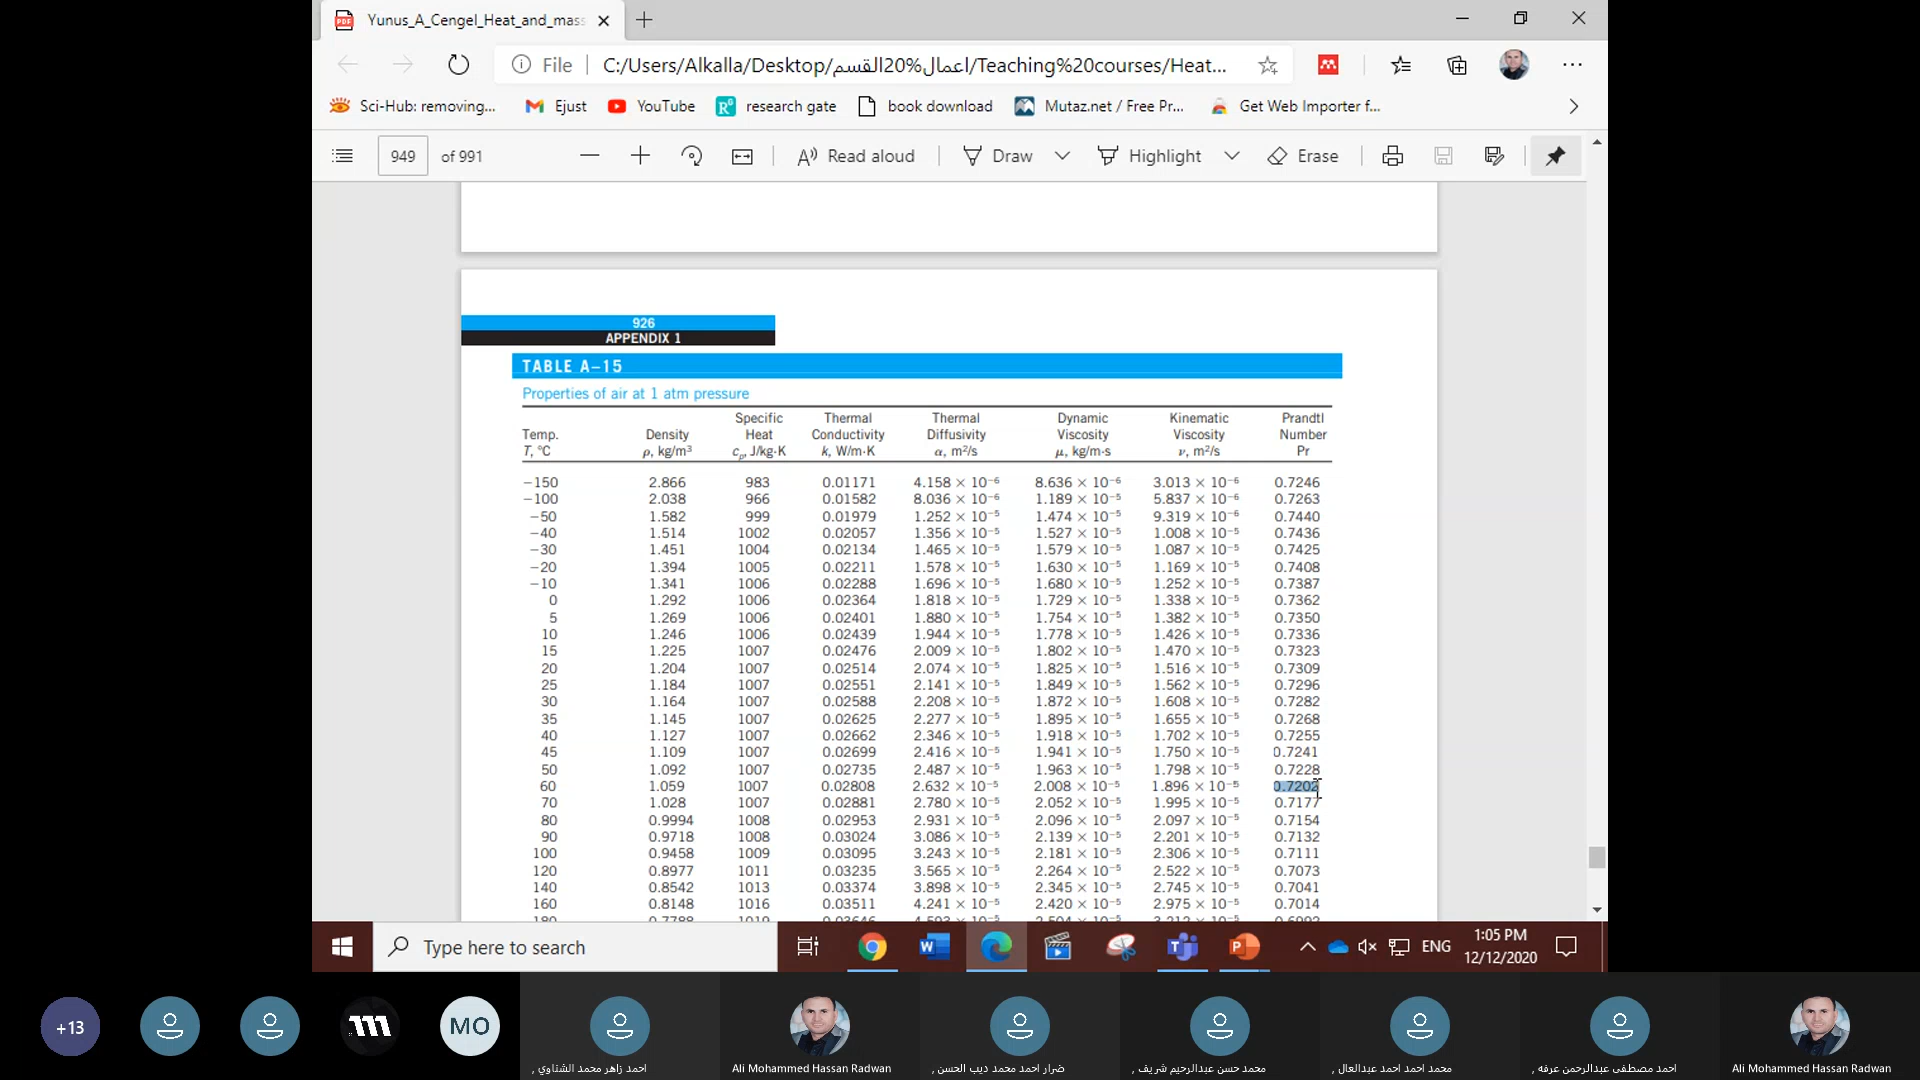 Yunus_A_Cengel_Heat_and_mass
File C:/Users/Alkalla/Desktop/اعمال%20القسم/Teaching%20courses/Heat...
Sci-Hub: removing... Ejust YouTube research gate book download Mutaz.net / Free Pr... Get Web Importer f...
949 of 991 Read aloud Draw Highlight Erase
926
APPENDIX 1
TABLE A–15
Properties of air at 1 atm pressure
Specific Thermal Thermal Dynamic Kinematic Prandtl
Temp. Density Heat Conductivity Diffusivity Viscosity Viscosity Number
T, °C ρ, kg/m³ cp, J/kg·K k, W/m·K α, m²/s μ, kg/m·s ν, m²/s Pr
−150 2.866 983 0.01171 4.158 × 10⁻⁶ 8.636 × 10⁻⁶ 3.013 × 10⁻⁶ 0.7246
−100 2.038 966 0.01582 8.036 × 10⁻⁶ 1.189 × 10⁻⁵ 5.837 × 10⁻⁶ 0.7263
−50 1.582 999 0.01979 1.252 × 10⁻⁵ 1.474 × 10⁻⁵ 9.319 × 10⁻⁶ 0.7440
−40 1.514 1002 0.02057 1.356 × 10⁻⁵ 1.527 × 10⁻⁵ 1.008 × 10⁻⁵ 0.7436
−30 1.451 1004 0.02134 1.465 × 10⁻⁵ 1.579 × 10⁻⁵ 1.087 × 10⁻⁵ 0.7425
−20 1.394 1005 0.02211 1.578 × 10⁻⁵ 1.630 × 10⁻⁵ 1.169 × 10⁻⁵ 0.7408
−10 1.341 1006 0.02288 1.696 × 10⁻⁵ 1.680 × 10⁻⁵ 1.252 × 10⁻⁵ 0.7387
0 1.292 1006 0.02364 1.818 × 10⁻⁵ 1.729 × 10⁻⁵ 1.338 × 10⁻⁵ 0.7362
5 1.269 1006 0.02401 1.880 × 10⁻⁵ 1.754 × 10⁻⁵ 1.382 × 10⁻⁵ 0.7350
10 1.246 1006 0.02439 1.944 × 10⁻⁵ 1.778 × 10⁻⁵ 1.426 × 10⁻⁵ 0.7336
15 1.225 1007 0.02476 2.009 × 10⁻⁵ 1.802 × 10⁻⁵ 1.470 × 10⁻⁵ 0.7323
20 1.204 1007 0.02514 2.074 × 10⁻⁵ 1.825 × 10⁻⁵ 1.516 × 10⁻⁵ 0.7309
25 1.184 1007 0.02551 2.141 × 10⁻⁵ 1.849 × 10⁻⁵ 1.562 × 10⁻⁵ 0.7296
30 1.164 1007 0.02588 2.208 × 10⁻⁵ 1.872 × 10⁻⁵ 1.608 × 10⁻⁵ 0.7282
35 1.145 1007 0.02625 2.277 × 10⁻⁵ 1.895 × 10⁻⁵ 1.655 × 10⁻⁵ 0.7268
40 1.127 1007 0.02662 2.346 × 10⁻⁵ 1.918 × 10⁻⁵ 1.702 × 10⁻⁵ 0.7255
45 1.109 1007 0.02699 2.416 × 10⁻⁵ 1.941 × 10⁻⁵ 1.750 × 10⁻⁵ 0.7241
50 1.092 1007 0.02735 2.487 × 10⁻⁵ 1.963 × 10⁻⁵ 1.798 × 10⁻⁵ 0.7228
60 1.059 1007 0.02808 2.632 × 10⁻⁵ 2.008 × 10⁻⁵ 1.896 × 10⁻⁵ 0.7202
70 1.028 1007 0.02881 2.780 × 10⁻⁵ 2.052 × 10⁻⁵ 1.995 × 10⁻⁵ 0.7177
80 0.9994 1008 0.02953 2.931 × 10⁻⁵ 2.096 × 10⁻⁵ 2.097 × 10⁻⁵ 0.7154
90 0.9718 1008 0.03024 3.086 × 10⁻⁵ 2.139 × 10⁻⁵ 2.201 × 10⁻⁵ 0.7132
100 0.9458 1009 0.03095 3.243 × 10⁻⁵ 2.181 × 10⁻⁵ 2.306 × 10⁻⁵ 0.7111
120 0.8977 1011 0.03235 3.565 × 10⁻⁵ 2.264 × 10⁻⁵ 2.522 × 10⁻⁵ 0.7073
140 0.8542 1013 0.03374 3.898 × 10⁻⁵ 2.345 × 10⁻⁵ 2.745 × 10⁻⁵ 0.7041
160 0.8148 1016 0.03511 4.241 × 10⁻⁵ 2.420 × 10⁻⁵ 2.975 × 10⁻⁵ 0.7014
Type here to search ENG 1:05 PM
12/12/2020
+13 MO
احمد زاهر محمد الشناوي , Ali Mohammed Hassan Radwan ضرار احمد محمد ديب الحسن , محمد حسن عبدالرحيم شريف , محمد احمد احمد عبدالعال , احمد مصطفى عبدالرحمن عرفه , Ali Mohammed Hassan Radwan